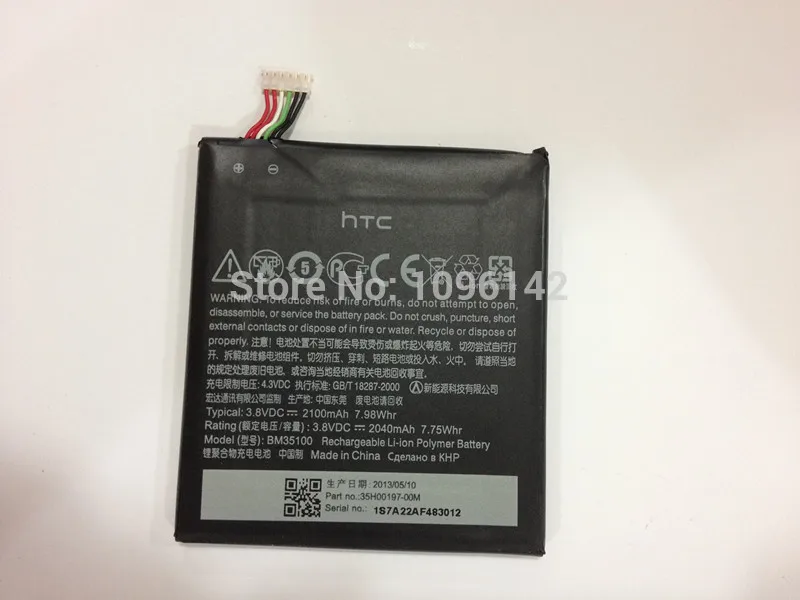 htc
Store No: 1096142
WARNING: To reduce risk of fire or burns, do not attempt to open,
disassemble, or service the battery pack. Do not crush, puncture, short
external contacts or dispose of in fire or water. Recycle or dispose of
properly.
注意! 电池处置不当可能会导致受伤或爆炸起火等危险, 切勿尝试自行打
开, 拆解或维修电池组件. 切勿挤压、穿刺、短路电池或投入水、火中。请遵照当地
的规定处置废旧电池... 或咨询当地经销商有关电池回收事宜.
充电限制电压: 4.3VDC 执行标准: GB/T 18287-2000 新能源科技有限公司
宏达通讯有限公司监制 生产地: 中国东莞 废电池请回收
Typical: 3.8VDC 2100mAh 7.98Whr
Rating (额定电压/容量): 3.8VDC 2040mAh 7.75Whr
Model (型号): BM35100 Rechargeable Li-ion Polymer Battery
锂聚合物充电电池 中国制 Made in China Сделано в КНР
生产日期 2013/05/10
Part no.:35H00197-00M
Serial no.: 1S7A22AF483012